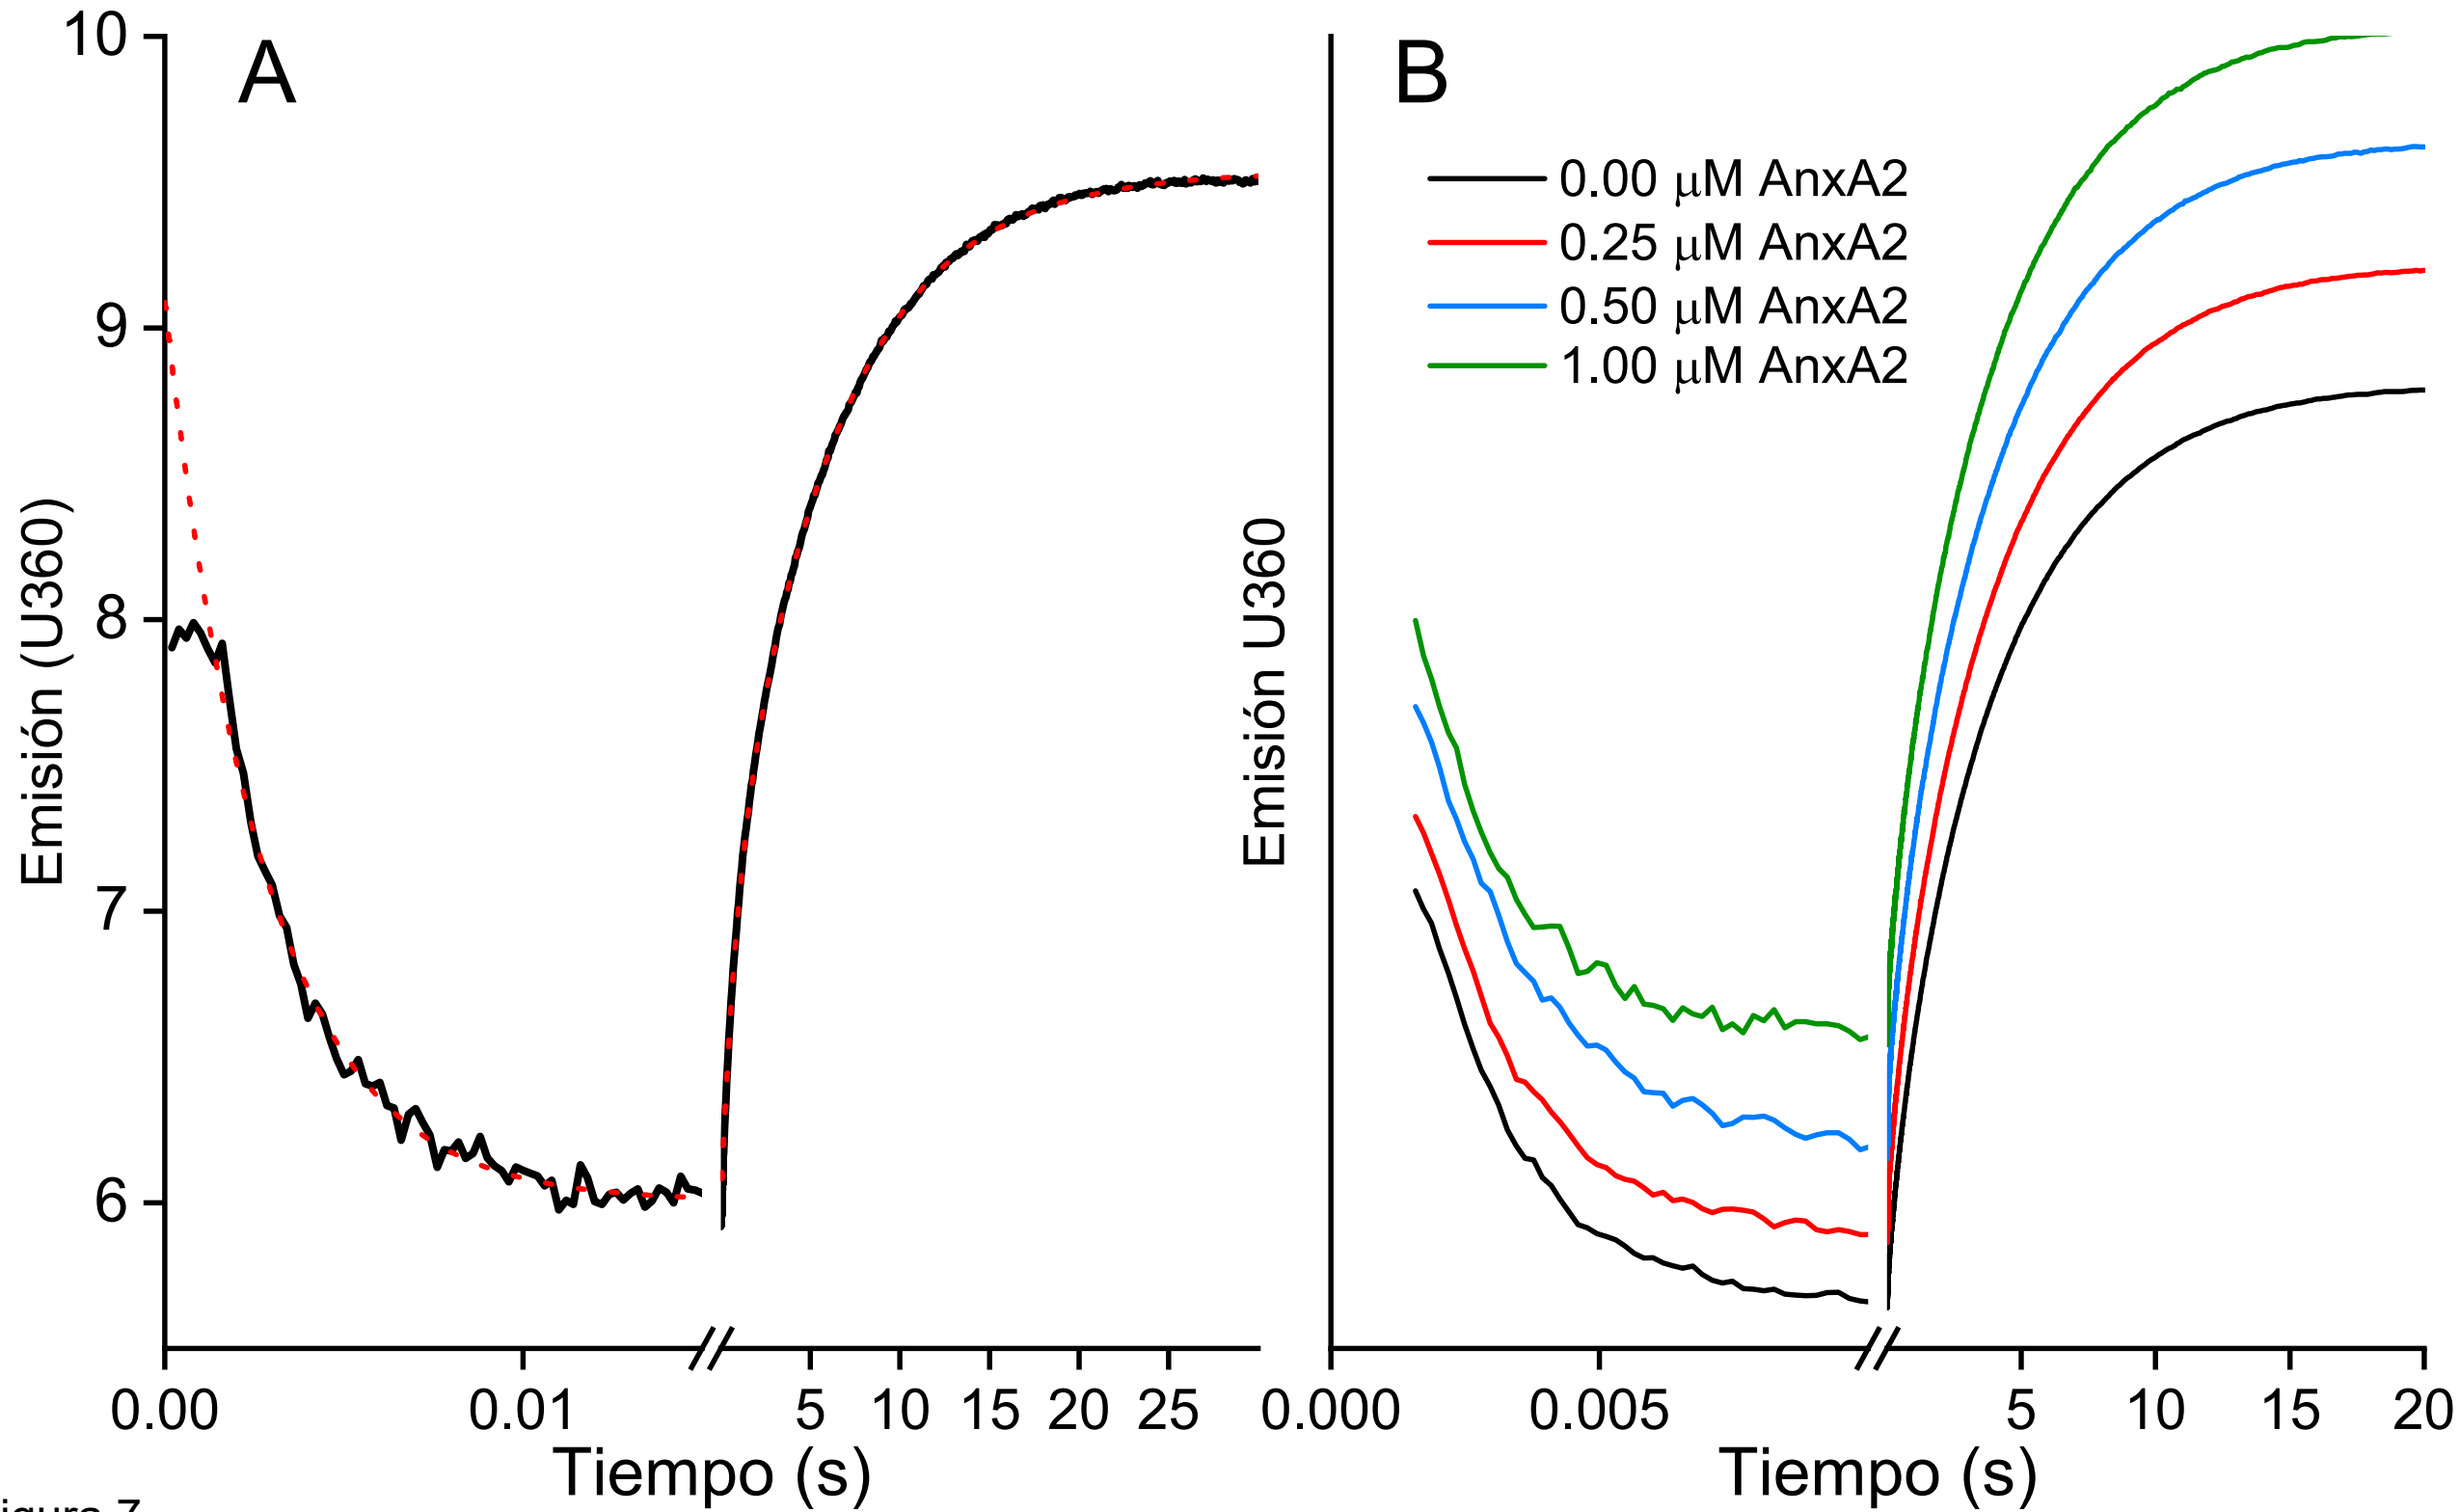 A
10
9
8
7
6
Emisión (U360)
0.00 0.01 5 10 15 20 25
Tiempo (s)
B
0.00 µM AnxA2
0.25 µM AnxA2
0.50 µM AnxA2
1.00 µM AnxA2
Emisión U360
0.000 0.005 5 10 15 20
Tiempo (s)